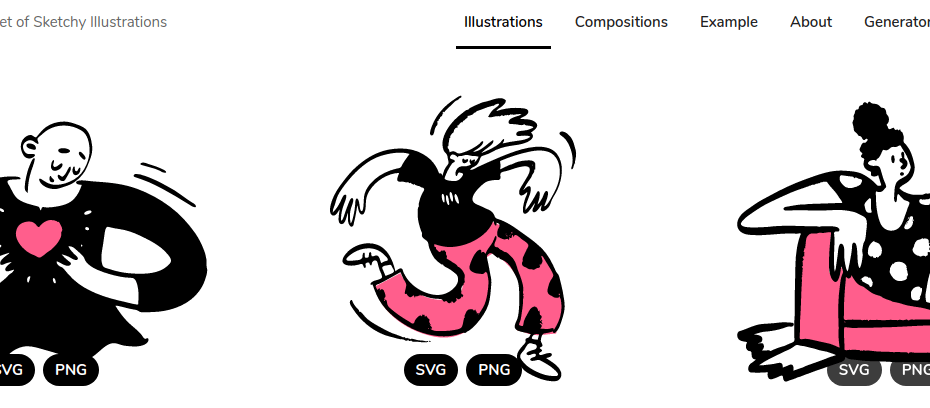 et of Sketchy Illustrations
Illustrations Compositions Example About Generator
SVG PNG SVG PNG SVG PNG